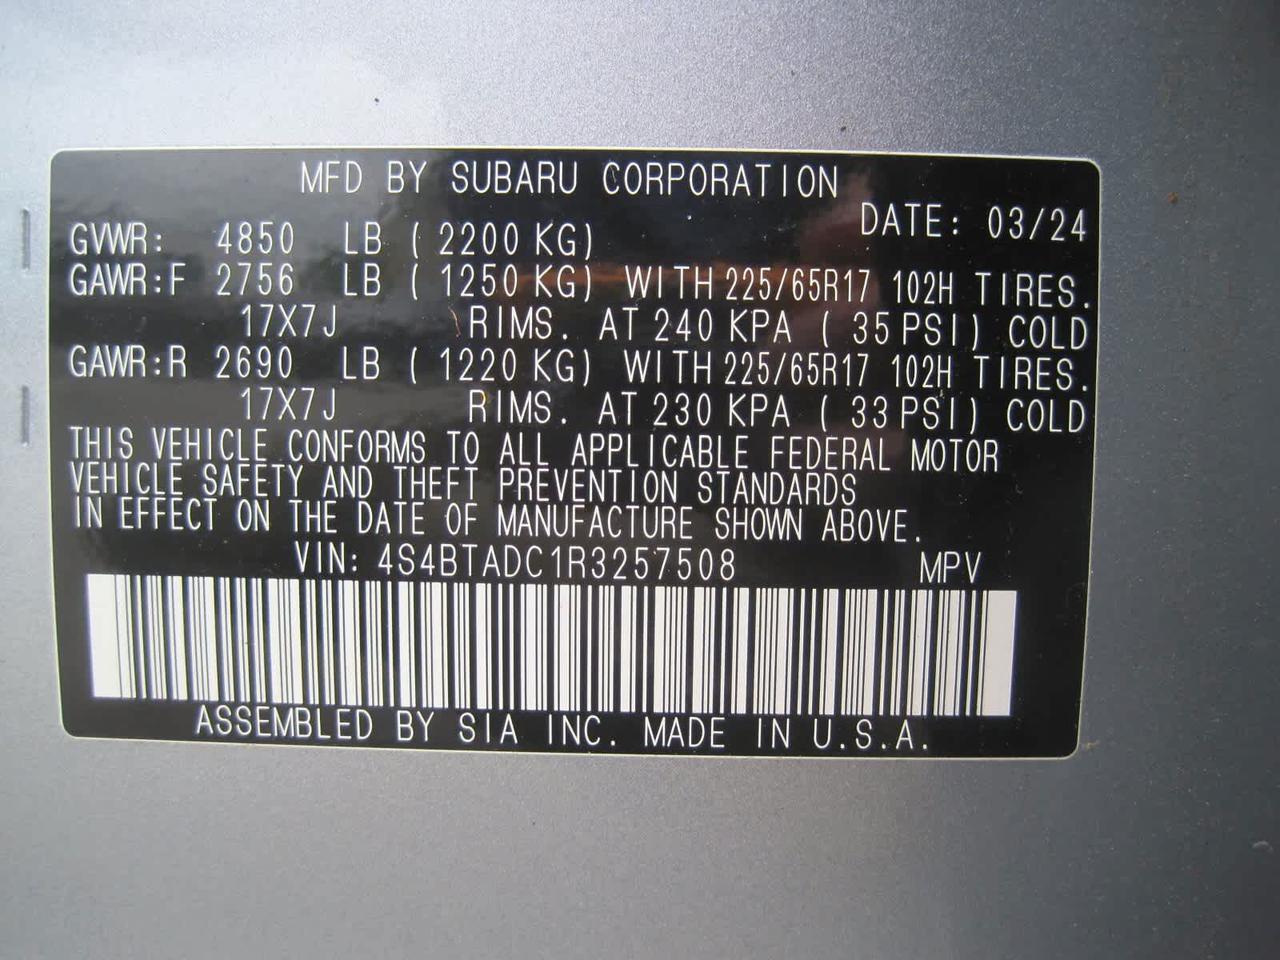 MFD BY SUBARU CORPORATION
DATE: 03/24
GVWR: 4850 LB ( 2200 KG)
GAWR:F 2756 LB ( 1250 KG) WITH 225/65R17 102H TIRES.
17X7J RIMS. AT 240 KPA ( 35 PSI) COLD
GAWR:R 2690 LB ( 1220 KG) WITH 225/65R17 102H TIRES.
17X7J RIMS. AT 230 KPA ( 33 PSI) COLD
THIS VEHICLE CONFORMS TO ALL APPLICABLE FEDERAL MOTOR
VEHICLE SAFETY AND THEFT PREVENTION STANDARDS
IN EFFECT ON THE DATE OF MANUFACTURE SHOWN ABOVE.
VIN: 4S4BTADC1R3257508 MPV
ASSEMBLED BY SIA INC. MADE IN U.S.A.